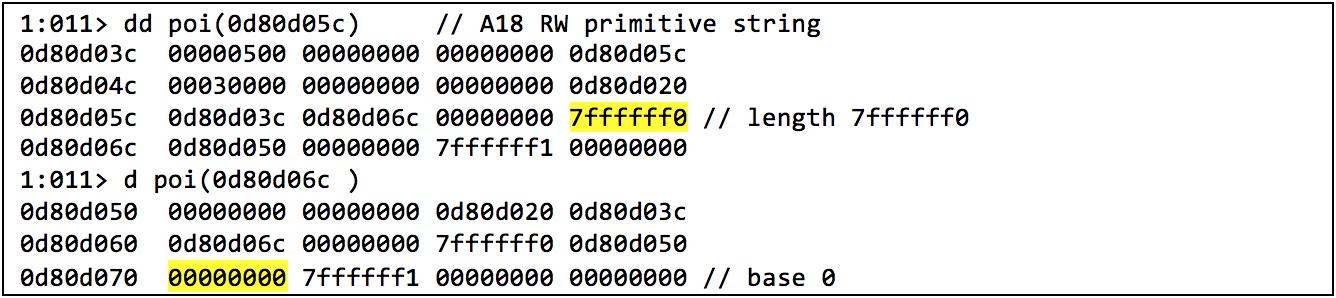 1:011> dd poi(0d80d05c) // A18 RW primitive string
0d80d03c 00000500 00000000 00000000 0d80d05c
0d80d04c 00030000 00000000 00000000 0d80d020
0d80d05c 0d80d03c 0d80d06c 00000000 7ffffff0 // length 7ffffff0
0d80d06c 0d80d050 00000000 7ffffff1 00000000
1:011> d poi(0d80d06c )
0d80d050 00000000 00000000 0d80d020 0d80d03c
0d80d060 0d80d06c 00000000 7ffffff0 0d80d050
0d80d070 00000000 7ffffff1 00000000 00000000 // base 0